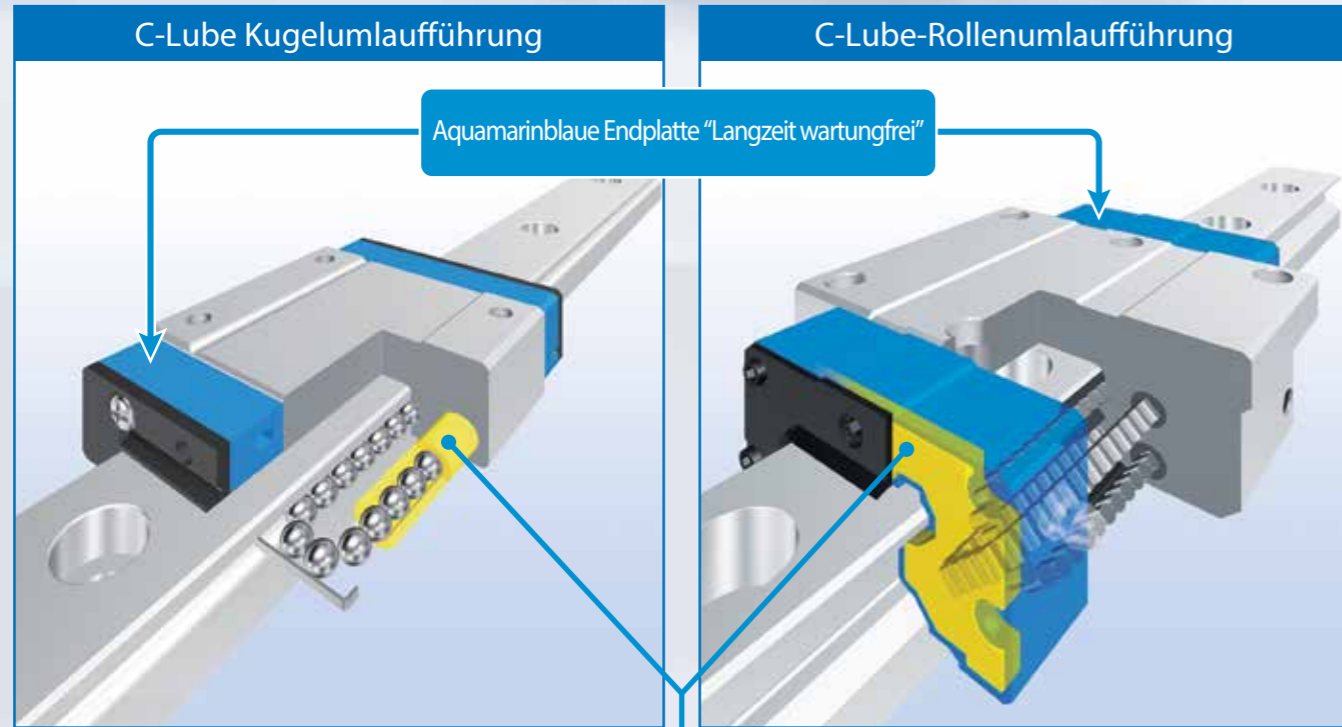 C-Lube Kugelumlaufführung
C-Lube-Rollenumlaufführung
Aquamarinblaue Endplatte “Langzeit wartungfrei”